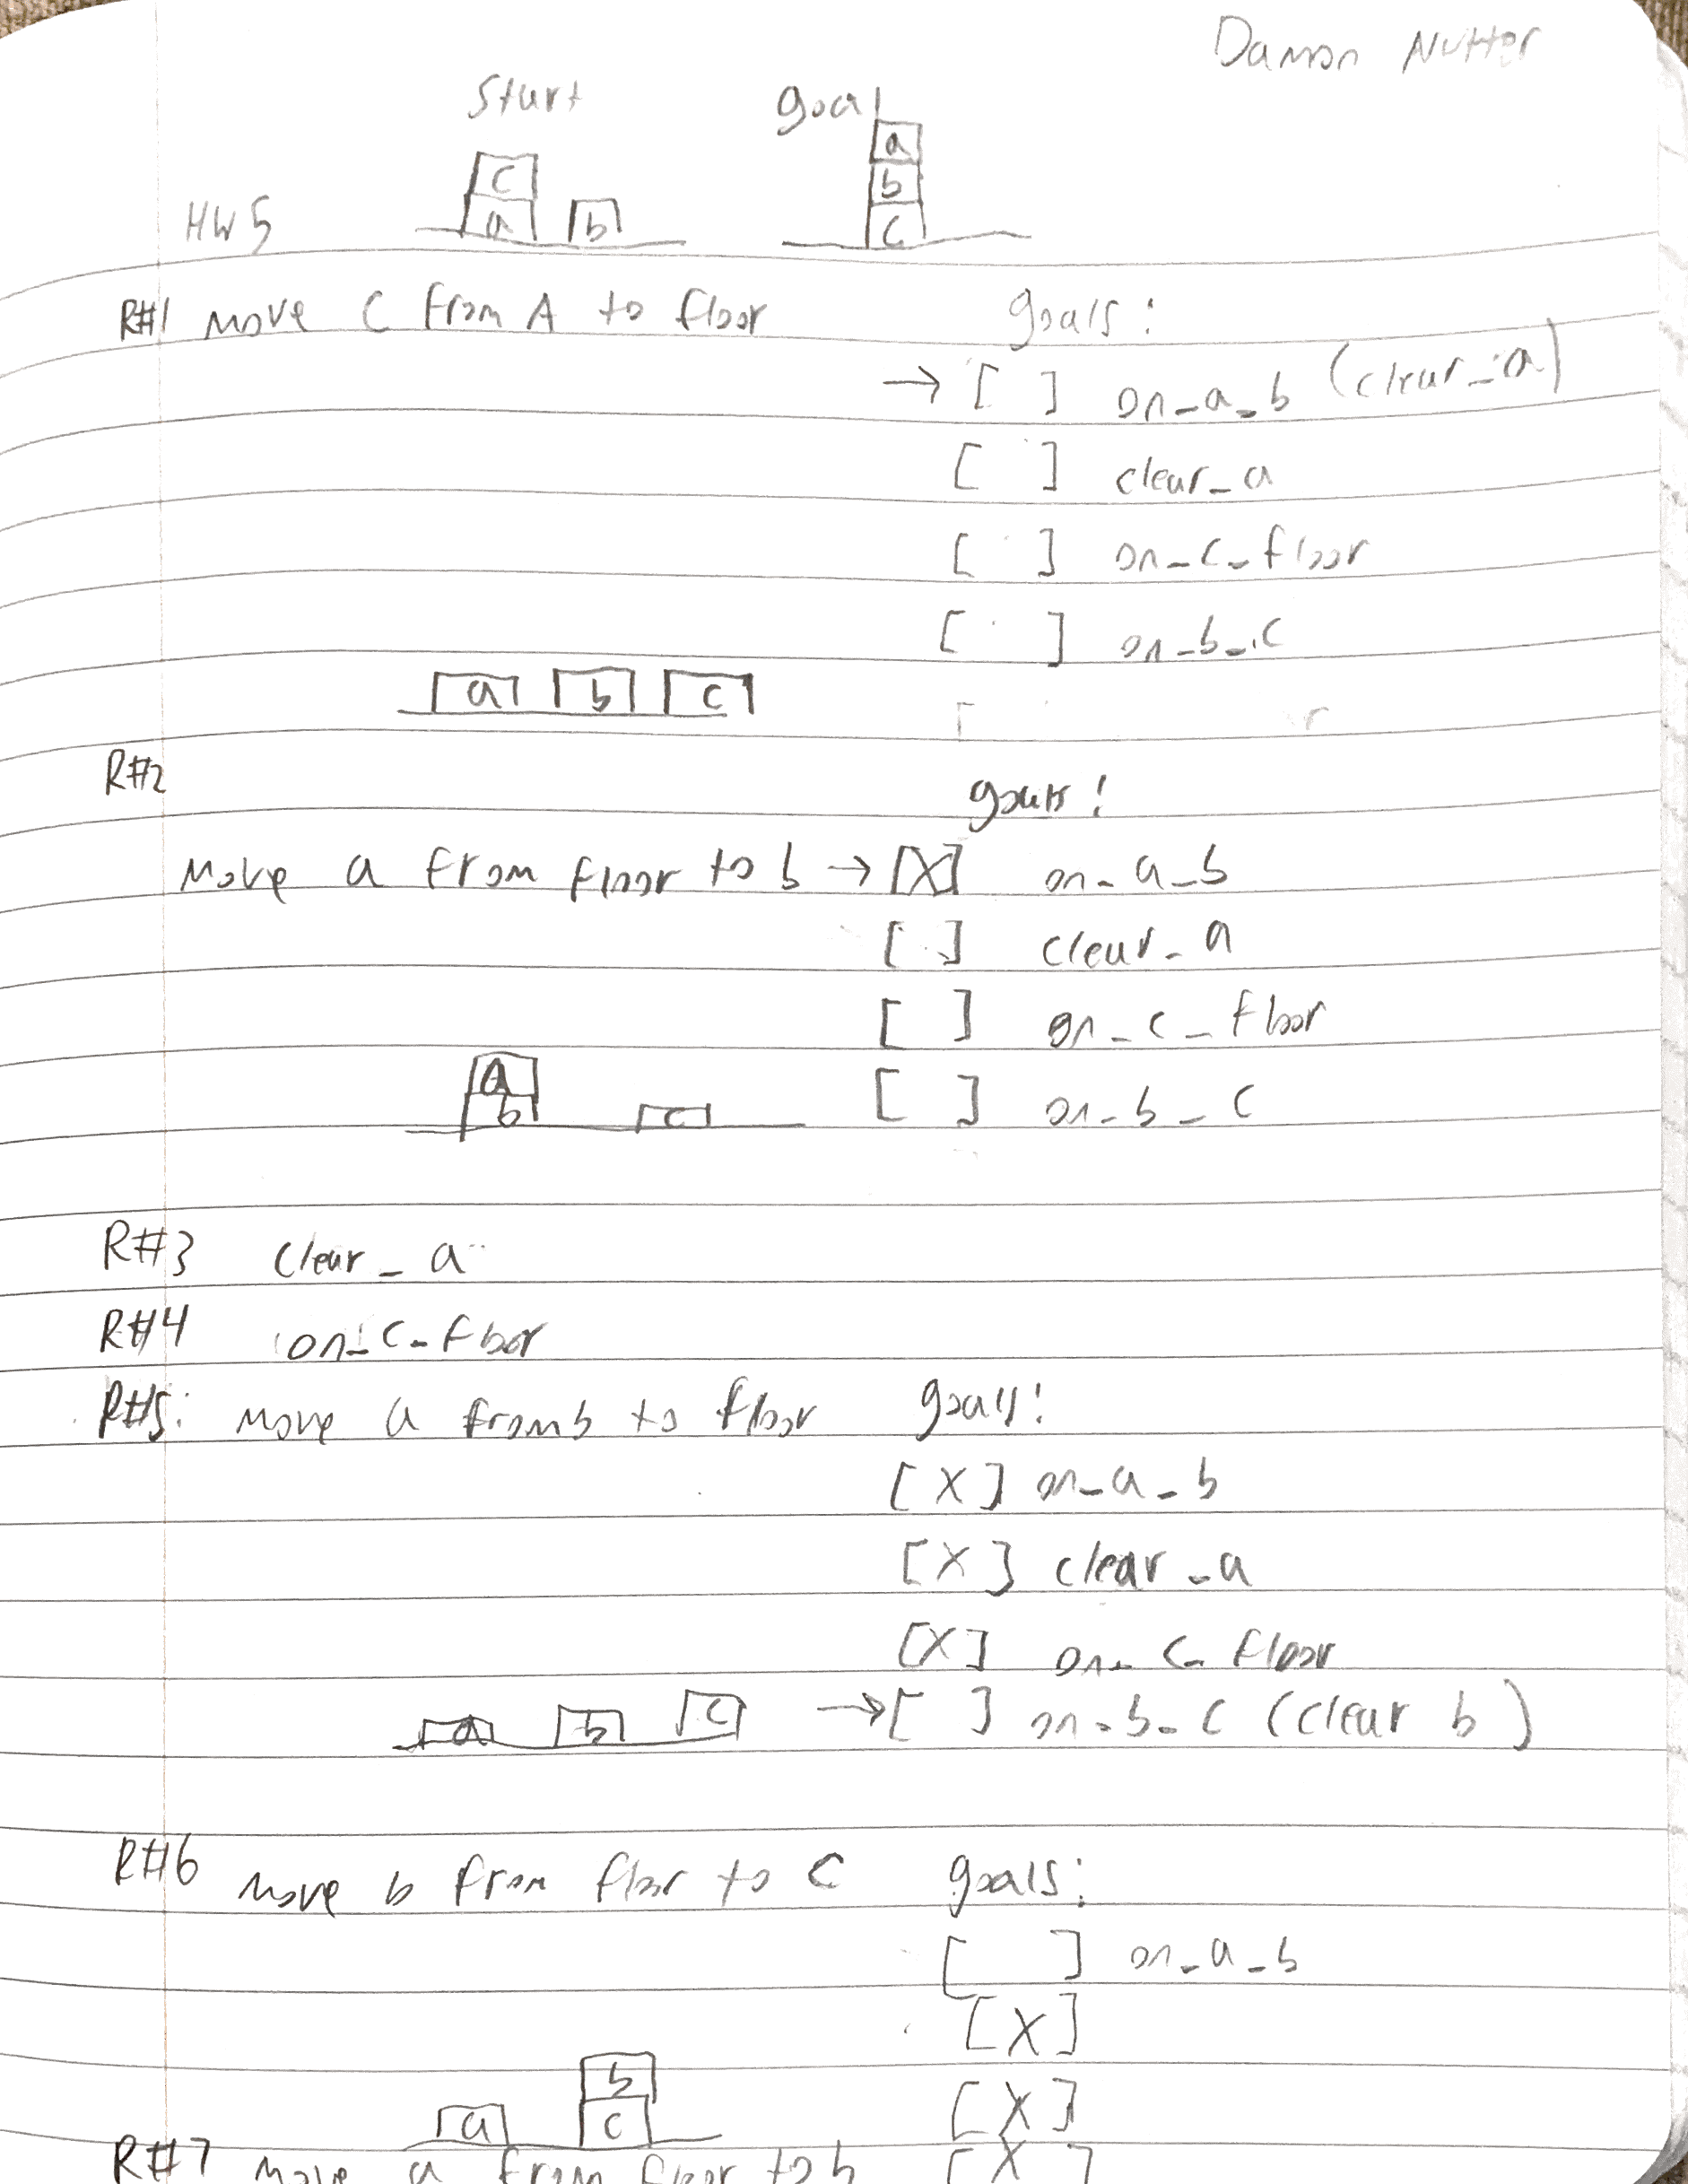 Damon Nutter
Start goal
c
a b
a
b
c
HW5
R#1 move C from A to floor goals:
→ [ ] on_a_b (clear_a)
[ ] clear_a
[ ] on_c_floor
[ ] on_b_c
a b c
R#2
goals:
Move a from floor to b → [X] on_a_b
[ ] clear_a
[ ] on_c_floor
A
b c
[ ] on_b_c
R#3 clear_a
R#4 on_c_floor
R#5: move a from b to floor goals:
[X] on_a_b
[X] clear_a
[X] on_c_floor
a b c → [ ] on_b_c (clear b)
R#6 move b from floor to C goals:
[ ] on_a_b
[X]
b
a c
[X]
R#7 move a from floor to b [X]